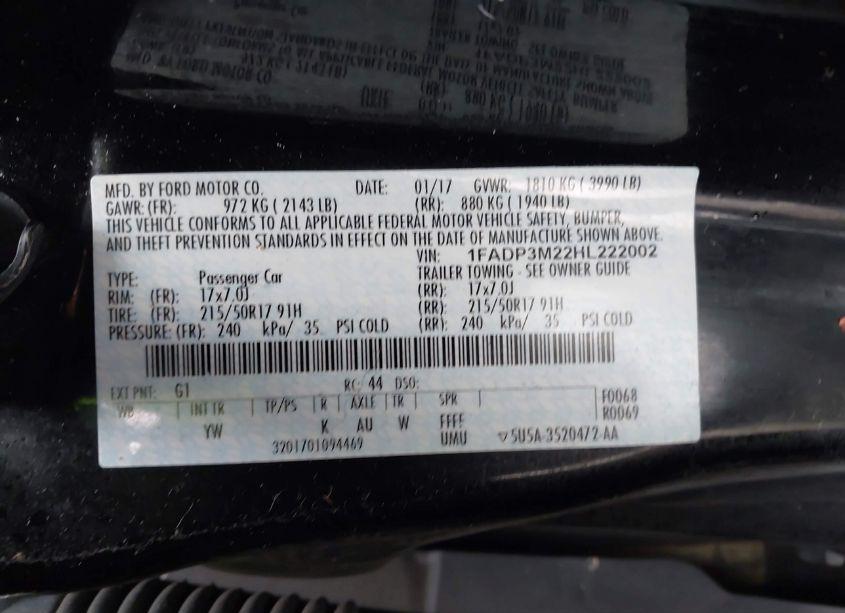 MFD. BY FORD MOTOR CO. DATE: 01/17 GVWR: 1810 KG ( 3990 LB)
GAWR: (FR): 972 KG ( 2143 LB) (RR): 880 KG ( 1940 LB)
THIS VEHICLE CONFORMS TO ALL APPLICABLE FEDERAL MOTOR VEHICLE SAFETY, BUMPER,
AND THEFT PREVENTION STANDARDS IN EFFECT ON THE DATE OF MANUFACTURE SHOWN ABOVE.
VIN: 1FADP3M22HL222002
TYPE: Passenger Car TRAILER TOWING - SEE OWNER GUIDE
RIM: (FR): 17x7.0J (RR): 17x7.0J
TIRE: (FR): 215/50R17 91H (RR): 215/50R17 91H
PRESSURE: (FR): 240 kPa/ 35 PSI COLD (RR): 240 kPa/ 35 PSI COLD
EXT PNT: G1 RC: 44 DSO:
WB INT TR TP/PS R AXLE TR SPR F0068
YW K AU W FFFF R0069
UMU
3201701094469 5U5A-3520472-AA